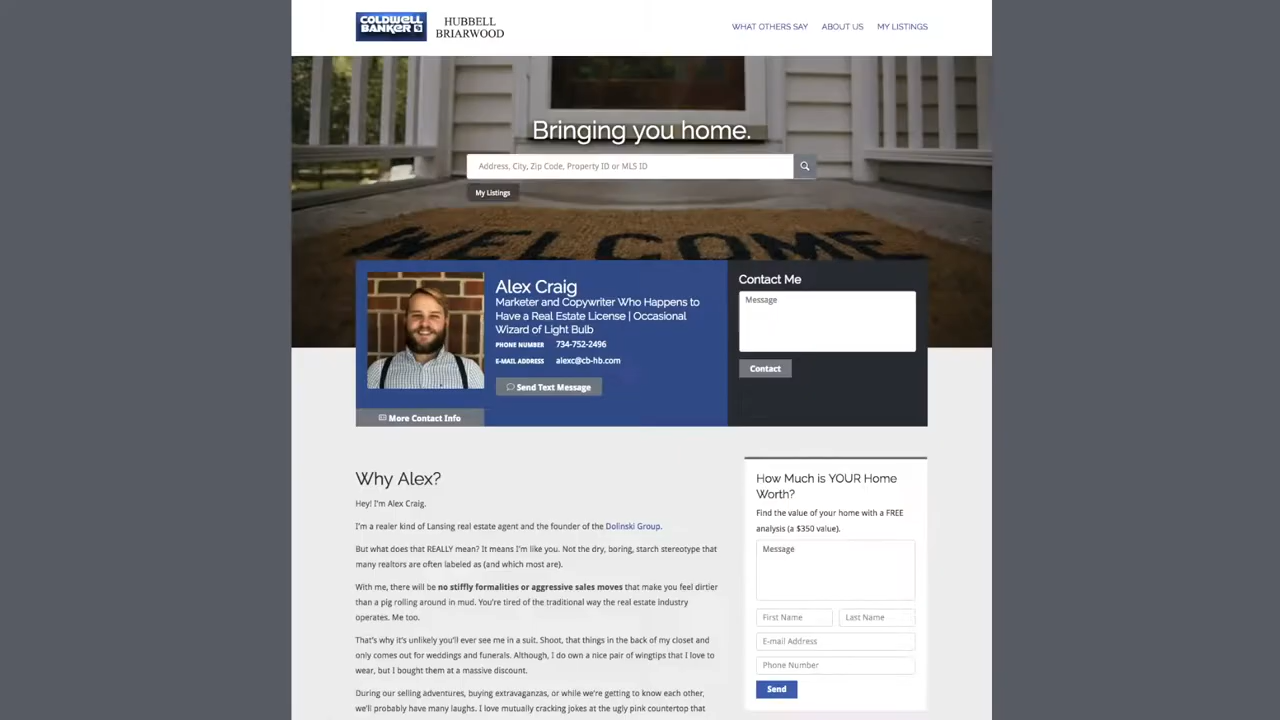 COLDWELL
BANKER
HUBBELL
BRIARWOOD
WHAT OTHERS SAY
ABOUT US
MY LISTINGS
Bringing you home.
Address, City, Zip Code, Property ID or MLS ID
My Listings
WELCOME
Alex Craig
Marketer and Copywriter Who Happens to
Have a Real Estate License | Occasional
Wizard of Light Bulb
PHONE NUMBER 734-752-2496
E-MAIL ADDRESS alexc@cb-hb.com
Send Text Message
More Contact Info
Contact Me
Message
Contact
Why Alex?
Hey! I'm Alex Craig.
I'm a realer kind of Lansing real estate agent and the founder of the Dolinski Group.
But what does that REALLY mean? It means I'm like you. Not the dry, boring, starch stereotype that
many realtors are often labeled as (and which most are).
With me, there will be no stiffly formalities or aggressive sales moves that make you feel dirtier
than a pig rolling around in mud. You're tired of the traditional way the real estate industry
operates. Me too.
That's why it's unlikely you'll ever see me in a suit. Shoot, that things in the back of my closet and
only comes out for weddings and funerals. Although, I do own a nice pair of wingtips that I love to
wear, but I bought them at a massive discount.
During our selling adventures, buying extravaganzas, or while we're getting to know each other,
we'll probably have many laughs. I love mutually cracking jokes at the ugly pink countertop that
How Much is YOUR Home
Worth?
Find the value of your home with a FREE
analysis (a $350 value).
Message
First Name
Last Name
E-mail Address
Phone Number
Send